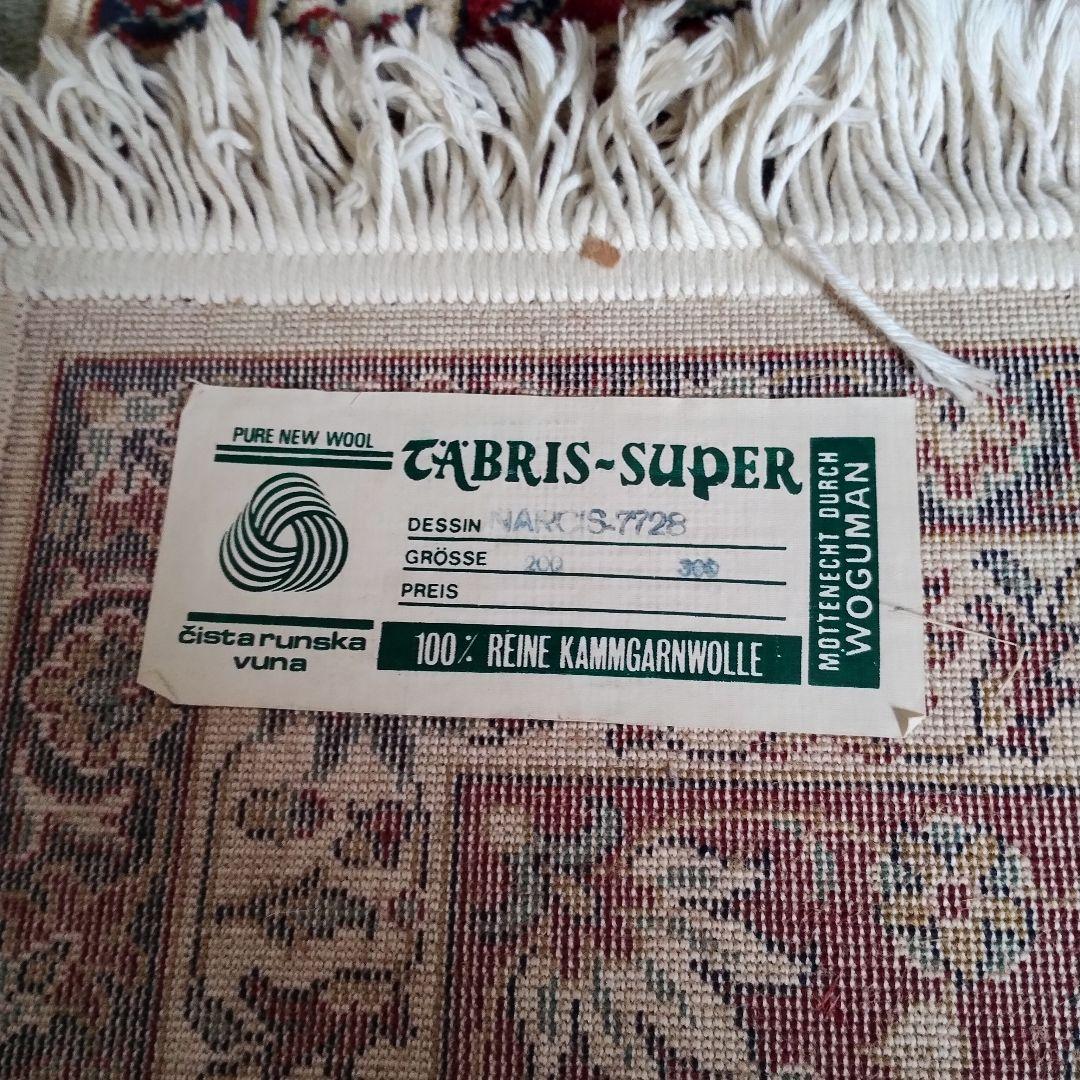 PURE NEW WOOL
TÄBRIS-SUPER
DESSIN NARCIS-7728
GRÖSSE 200 300
PREIS
100% REINE KAMMGARNWOLLE
čista runska
vuna
MOTTENECHT DURCH
WOGUMAN